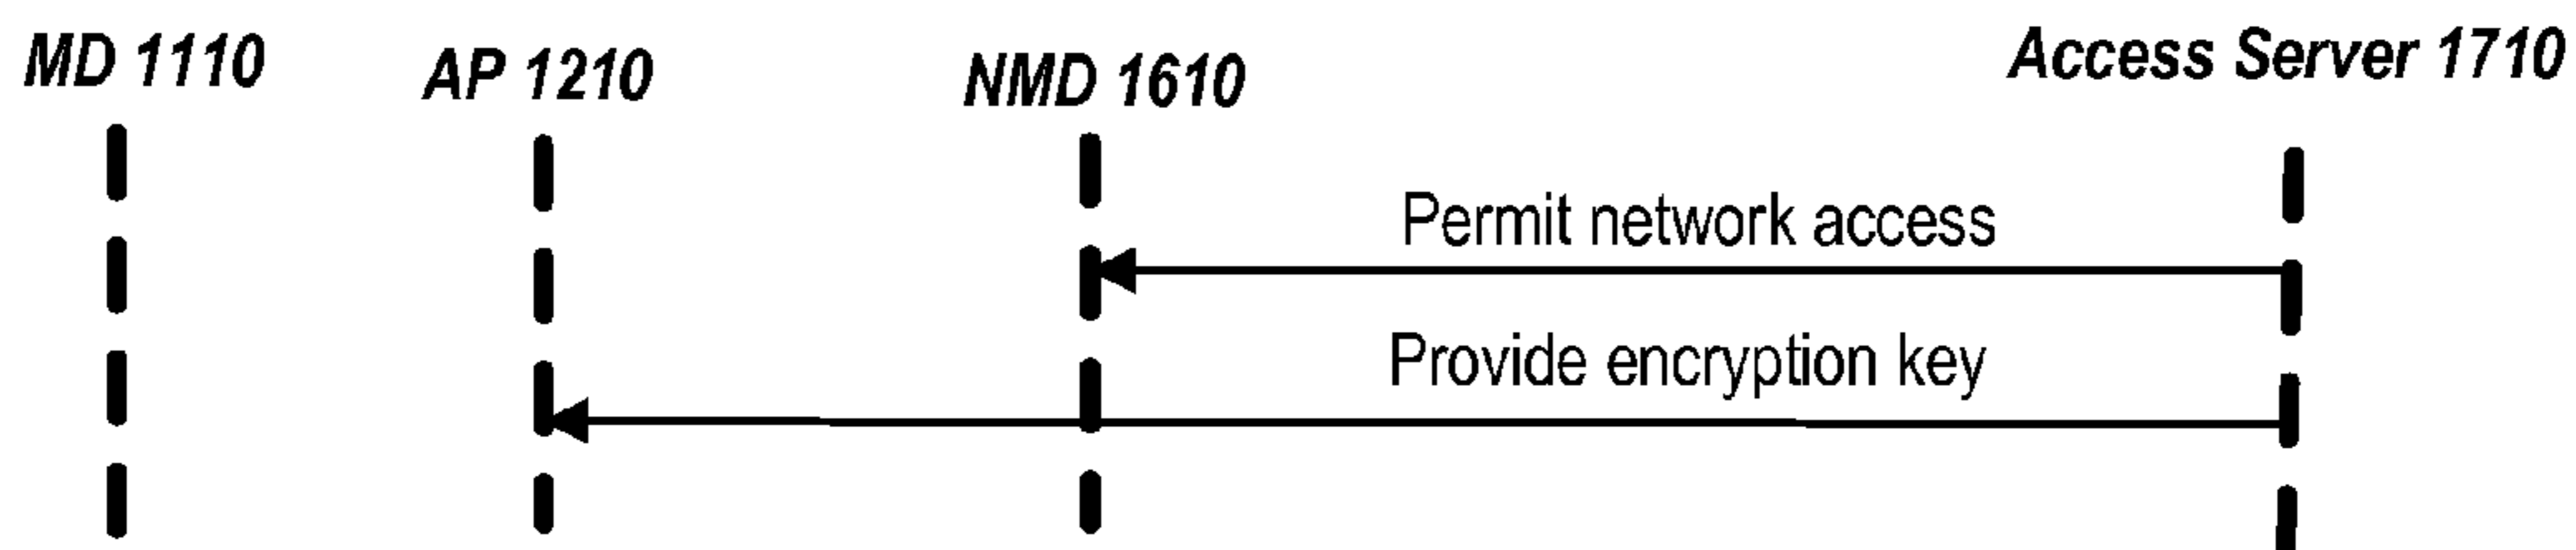 MD 1110 AP 1210 NMD 1610 Access Server 1710
Permit network access
Provide encryption key